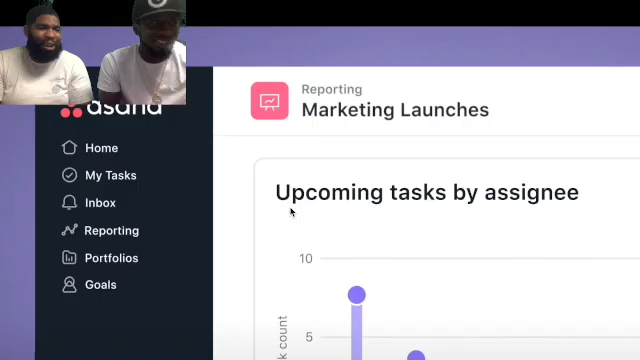 asana
Home
My Tasks
Inbox
Reporting
Portfolios
Goals
Reporting
Marketing Launches
Upcoming tasks by assignee
10
5
k count